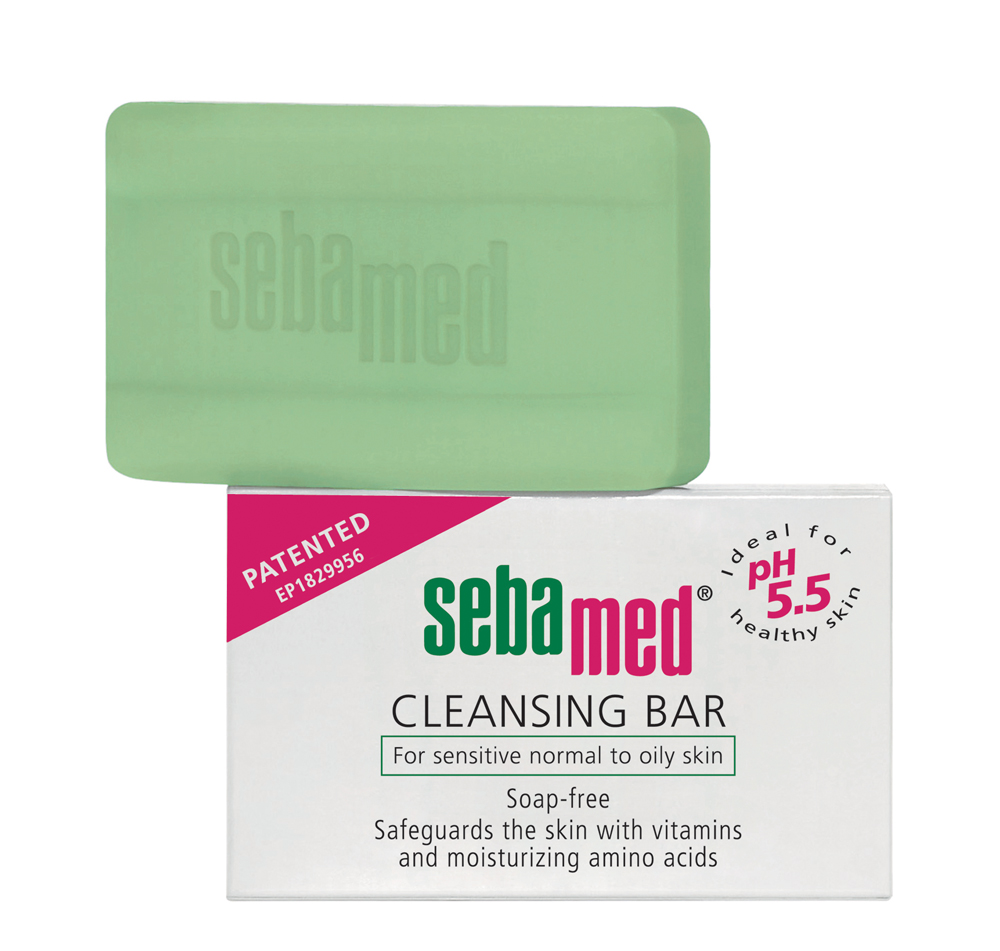 sebamed
PATENTED
EP1829956
sebamed®
Ideal for
pH
5.5
healthy skin
CLEANSING BAR
For sensitive normal to oily skin
Soap-free
Safeguards the skin with vitamins
and moisturizing amino acids